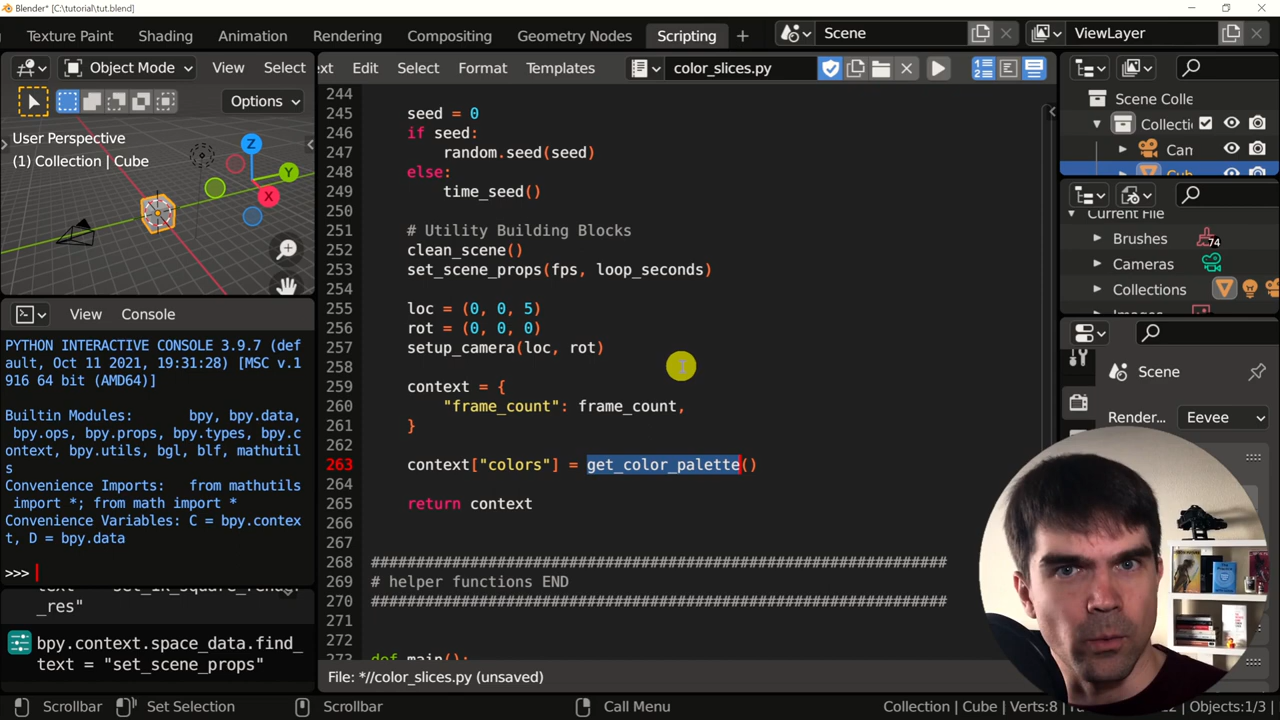 Blender* [C:\tutorial\tut.blend]
Texture Paint Shading Animation Rendering Compositing Geometry Nodes Scripting + Scene ViewLayer
Object Mode View Select
Options
User Perspective
(1) Collection | Cube
Z
Y
X
View Console
PYTHON INTERACTIVE CONSOLE 3.9.7 (def
ault, Oct 11 2021, 19:31:28) [MSC v.1
916 64 bit (AMD64)]
Builtin Modules: bpy, bpy.data,
bpy.ops, bpy.props, bpy.types, bpy.c
ontext, bpy.utils, bgl, blf, mathutil
s
Convenience Imports: from mathutils
import *; from math import *
Convenience Variables: C = bpy.contex
t, D = bpy.data
>>>
_res"
bpy.context.space_data.find_
text = "set_scene_props"
ext Edit Select Format Templates color_slices.py
244
245 seed = 0
246 if seed:
247 random.seed(seed)
248 else:
249 time_seed()
250
251 # Utility Building Blocks
252 clean_scene()
253 set_scene_props(fps, loop_seconds)
254
255 loc = (0, 0, 5)
256 rot = (0, 0, 0)
257 setup_camera(loc, rot)
258
259 context = {
260 "frame_count": frame_count,
261 }
262
263 context["colors"] = get_color_palette()
264
265 return context
266
267
268 ################################################################
269 # helper functions END
270 ################################################################
271
272
273 def main():
File: *//color_slices.py (unsaved)
Scene Colle
Collecti
Cam
Cub
Current File
Brushes 74
Cameras
Collections
Images
Scene
Render... Eevee
Scrollbar Set Selection Scrollbar Call Menu Collection | Cube | Verts:8 | Objects:1/3